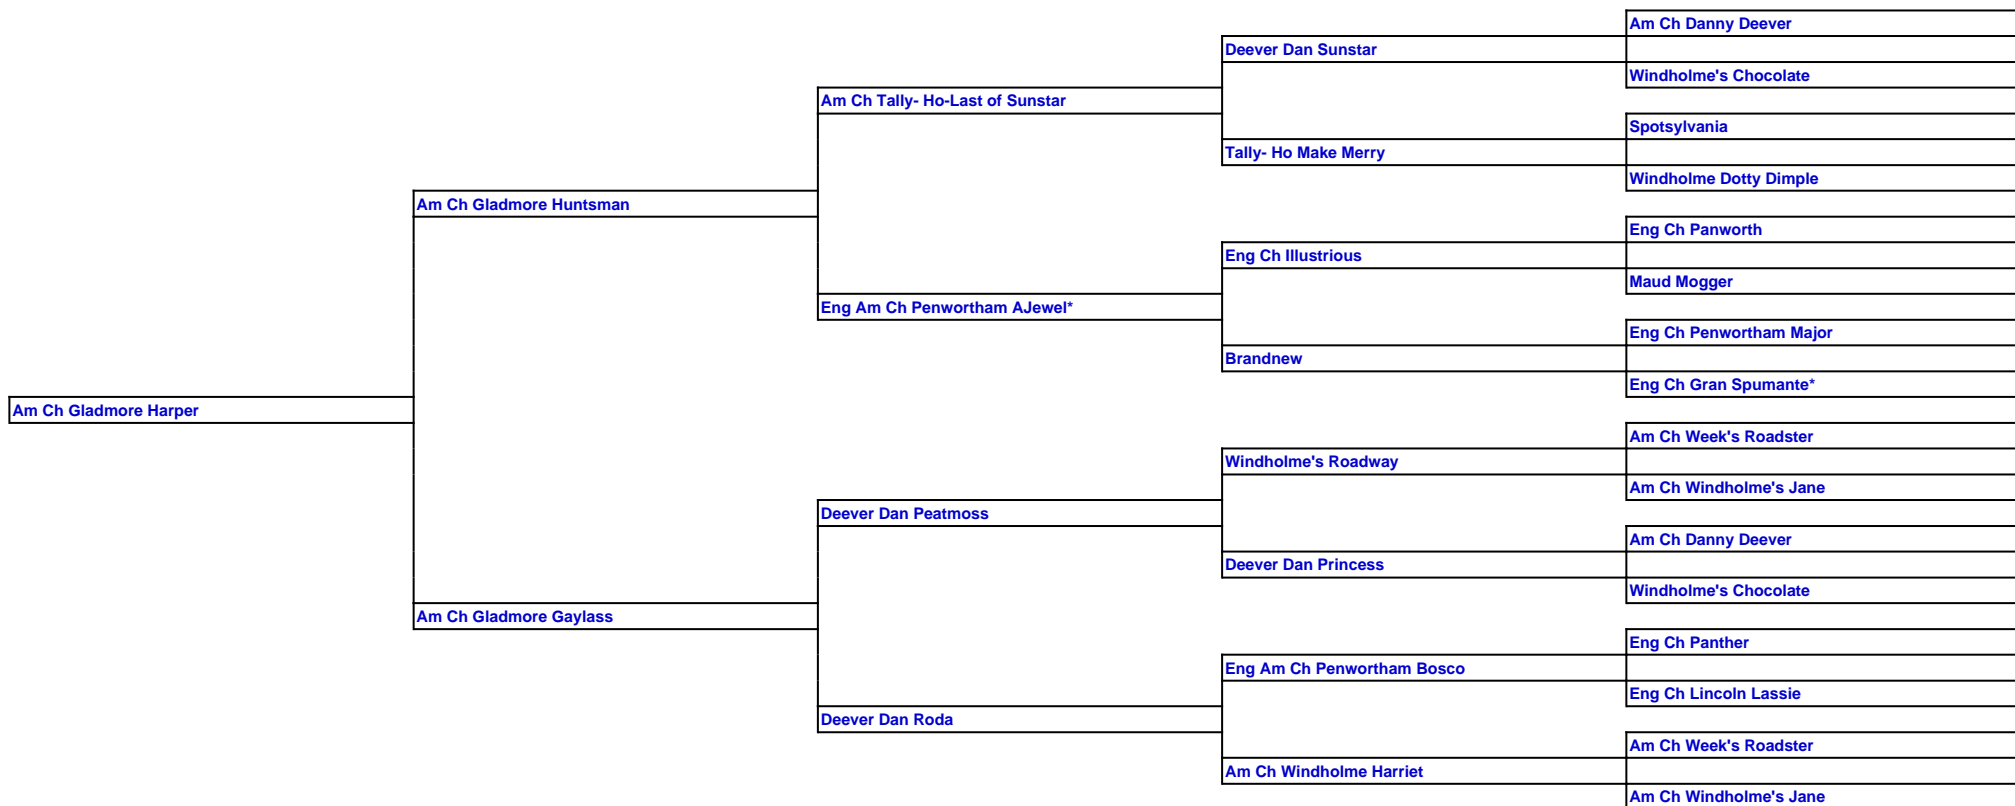 Am Ch Danny Deever
Deever Dan Sunstar
Windholme's Chocolate
Am Ch Tally- Ho-Last of Sunstar
Spotsylvania
Tally- Ho Make Merry
Windholme Dotty Dimple
Am Ch Gladmore Huntsman
Eng Ch Panworth
Eng Ch Illustrious
Maud Mogger
Eng Am Ch Penwortham AJewel*
Eng Ch Penwortham Major
Brandnew
Eng Ch Gran Spumante*
Am Ch Gladmore Harper
Am Ch Week's Roadster
Windholme's Roadway
Am Ch Windholme's Jane
Deever Dan Peatmoss
Am Ch Danny Deever
Deever Dan Princess
Windholme's Chocolate
Am Ch Gladmore Gaylass
Eng Ch Panther
Eng Am Ch Penwortham Bosco
Eng Ch Lincoln Lassie
Deever Dan Roda
Am Ch Week's Roadster
Am Ch Windholme Harriet
Am Ch Windholme's Jane